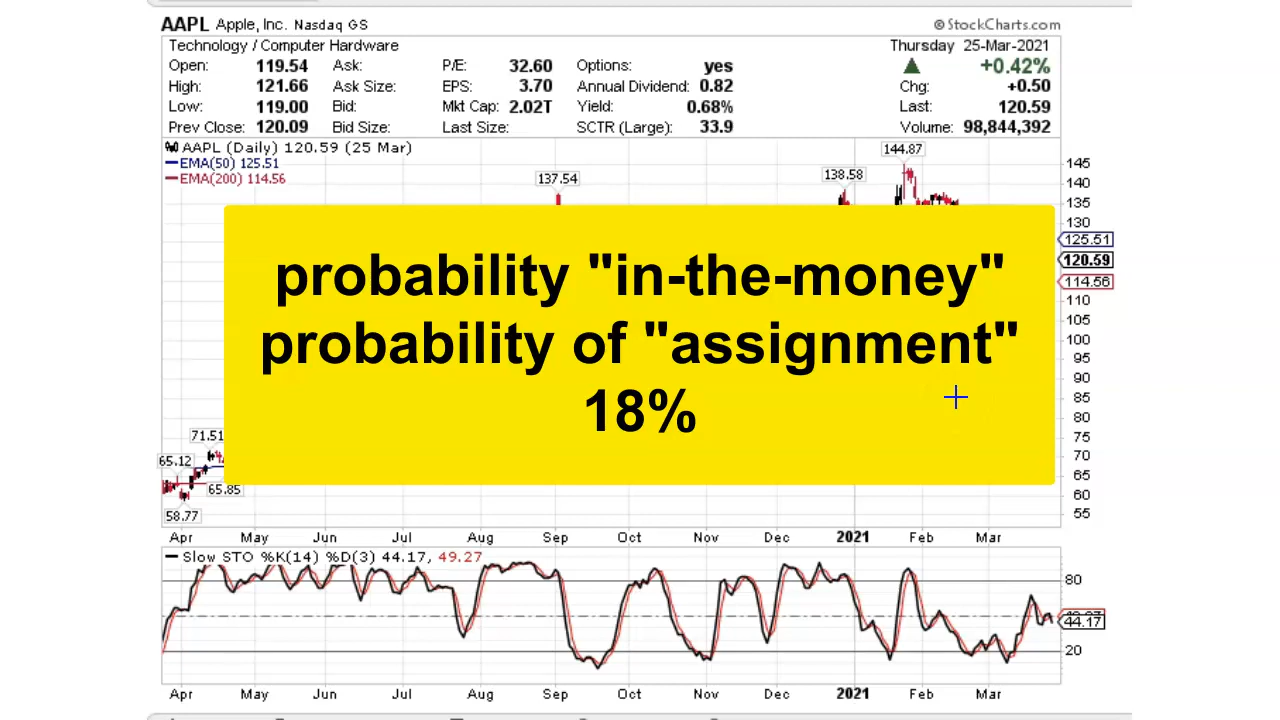 AAPL Apple, Inc. Nasdaq GS
© StockCharts.com
Technology / Computer Hardware
Thursday 25-Mar-2021
Open: 119.54 Ask: P/E: 32.60 Options: yes ▲ +0.42%
High: 121.66 Ask Size: EPS: 3.70 Annual Dividend: 0.82 Chg: +0.50
Low: 119.00 Bid: Mkt Cap: 2.02T Yield: 0.68% Last: 120.59
Prev Close: 120.09 Bid Size: Last Size: SCTR (Large): 33.9 Volume: 98,844,392
AAPL (Daily) 120.59 (25 Mar)
EMA(50) 125.51
EMA(200) 114.56
144.87
138.58
137.54
145
140
135
130
125.51
120.59
114.56
110
105
100
95
90
85
80
75
70
65
60
55
probability "in-the-money"
probability of "assignment"
18%
71.51
65.12
65.85
58.77
Apr May Jun Jul Aug Sep Oct Nov Dec 2021 Feb Mar
Slow STO %K(14) %D(3) 44.17, 49.27
80
44.17
20
Apr May Jun Jul Aug Sep Oct Nov Dec 2021 Feb Mar